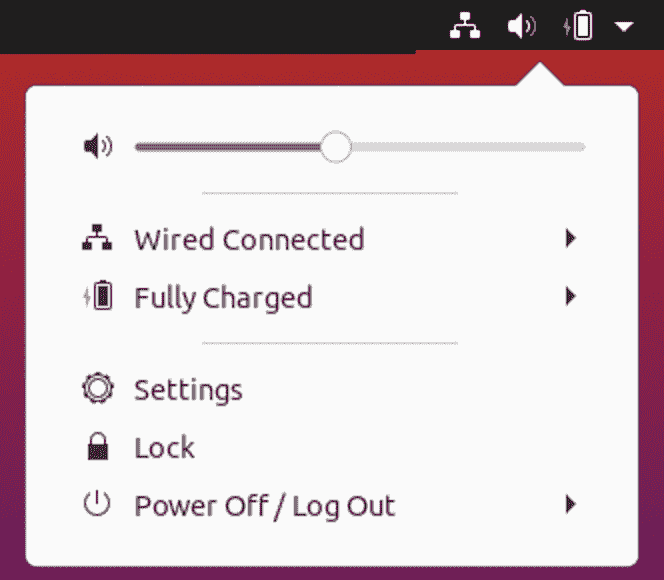 Wired Connected
Fully Charged
Settings
Lock
Power Off / Log Out